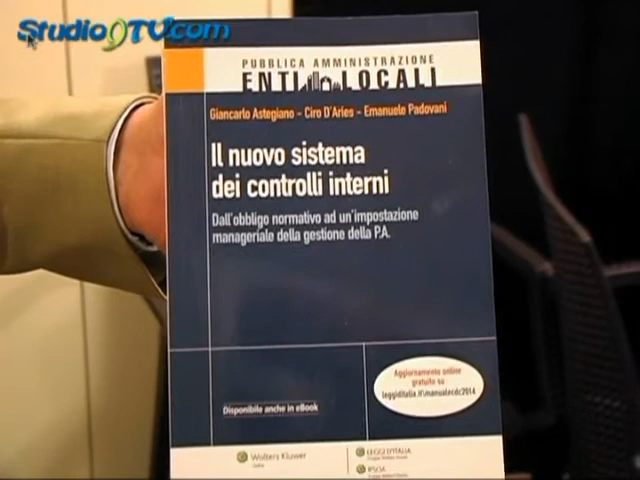 Studio9TV.com
PUBBLICA AMMINISTRAZIONE
ENTI LOCALI
Giancarlo Astegiano - Ciro D'Aries - Emanuele Padovani
Il nuovo sistema
dei controlli interni
Dall'obbligo normativo ad un'impostazione
manageriale della gestione della P.A.
Aggiornamento online
gratuito su
leggiditalia.it\manualecdc2014
Disponibile anche in eBook
Wolters Kluwer
LEGGI D'ITALIA
IPSOA